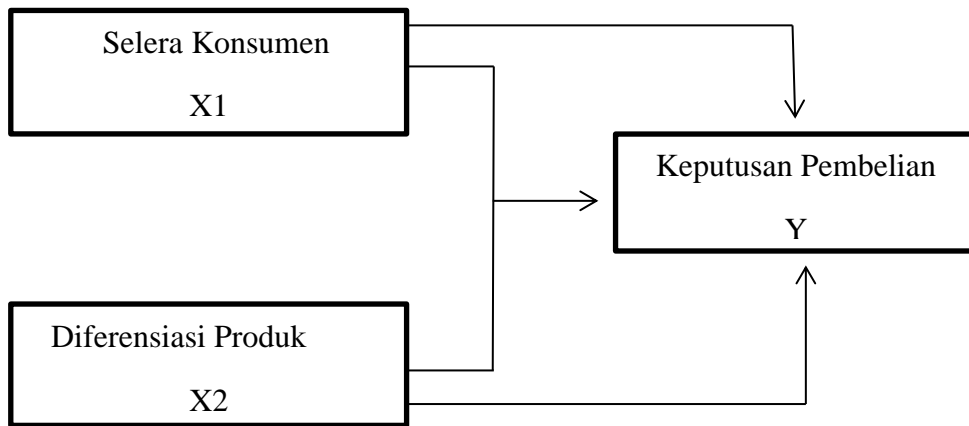 Selera Konsumen
X1
Keputusan Pembelian
Y
Diferensiasi Produk
X2